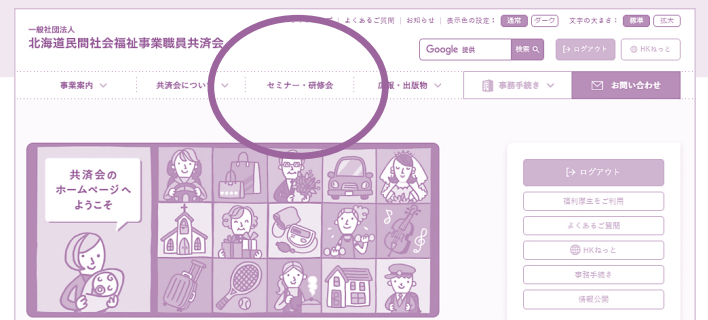 一般社団法人
北海道民間社会福祉事業職員共済会
よくあるご質問
お知らせ
表示色の設定：
通常
ダーク
文字の大きさ：
標準
拡大
Google 提供
検索
ログアウト
HKねっと
事業案内
共済会につい
セミナー・研修会
報・出版物
事務手続き
お問い合わせ
共済会の
ホームページへ
ようこそ
ログアウト
福利厚生をご利用
よくあるご質問
HKねっと
事務手続き
情報公開